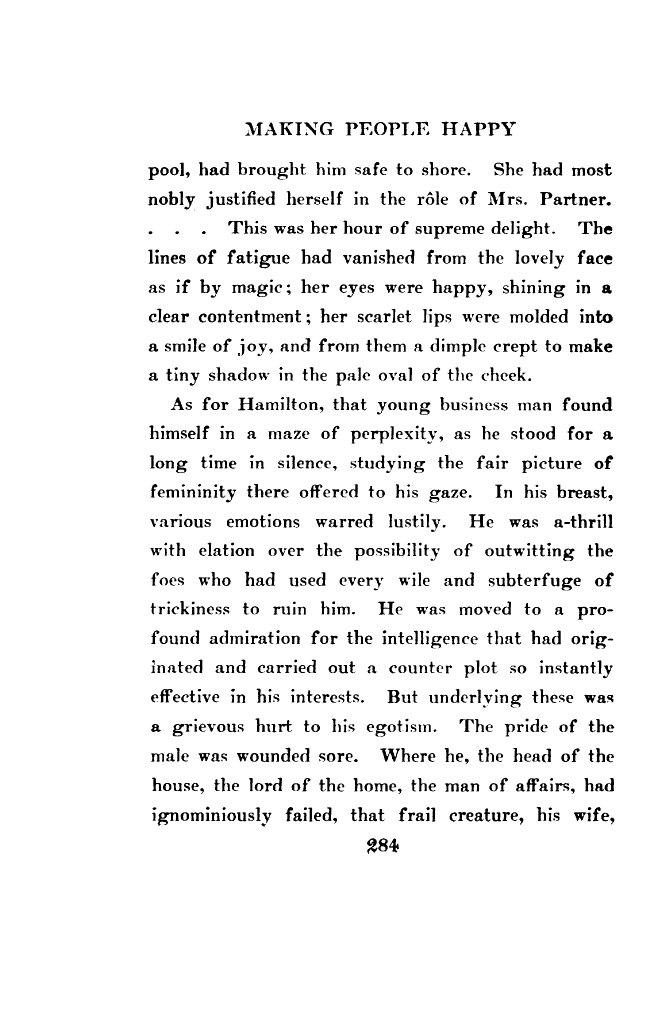 MAKING PEOPLE HAPPY
pool, had brought him safe to shore. She had most
nobly justified herself in the rôle of Mrs. Partner.
. . . This was her hour of supreme delight. The
lines of fatigue had vanished from the lovely face
as if by magic; her eyes were happy, shining in a
clear contentment; her scarlet lips were molded into
a smile of joy, and from them a dimple crept to make
a tiny shadow in the pale oval of the cheek.
As for Hamilton, that young business man found
himself in a maze of perplexity, as he stood for a
long time in silence, studying the fair picture of
femininity there offered to his gaze. In his breast,
various emotions warred lustily. He was a-thrill
with elation over the possibility of outwitting the
foes who had used every wile and subterfuge of
trickiness to ruin him. He was moved to a pro-
found admiration for the intelligence that had orig-
inated and carried out a counter plot so instantly
effective in his interests. But underlying these was
a grievous hurt to his egotism. The pride of the
male was wounded sore. Where he, the head of the
house, the lord of the home, the man of affairs, had
ignominiously failed, that frail creature, his wife,
284